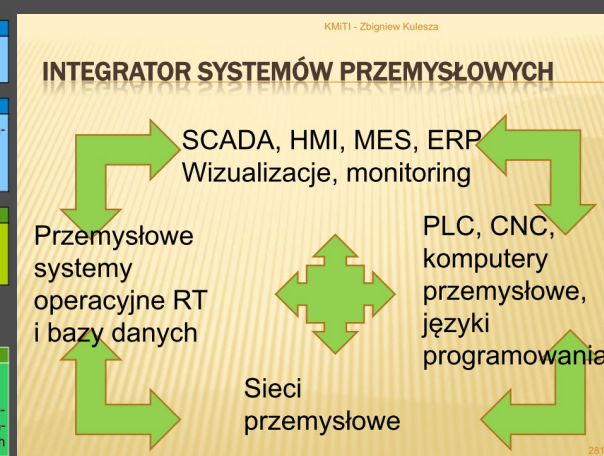 KMiTI - Zbigniew Kulesza
INTEGRATOR SYSTEMÓW PRZEMYSŁOWYCH
SCADA, HMI, MES, ERP
Wizualizacje, monitoring
Przemysłowe
systemy
operacyjne RT
i bazy danych
PLC, CNC,
komputery
przemysłowe,
języki
programowania
Sieci
przemysłowe
281